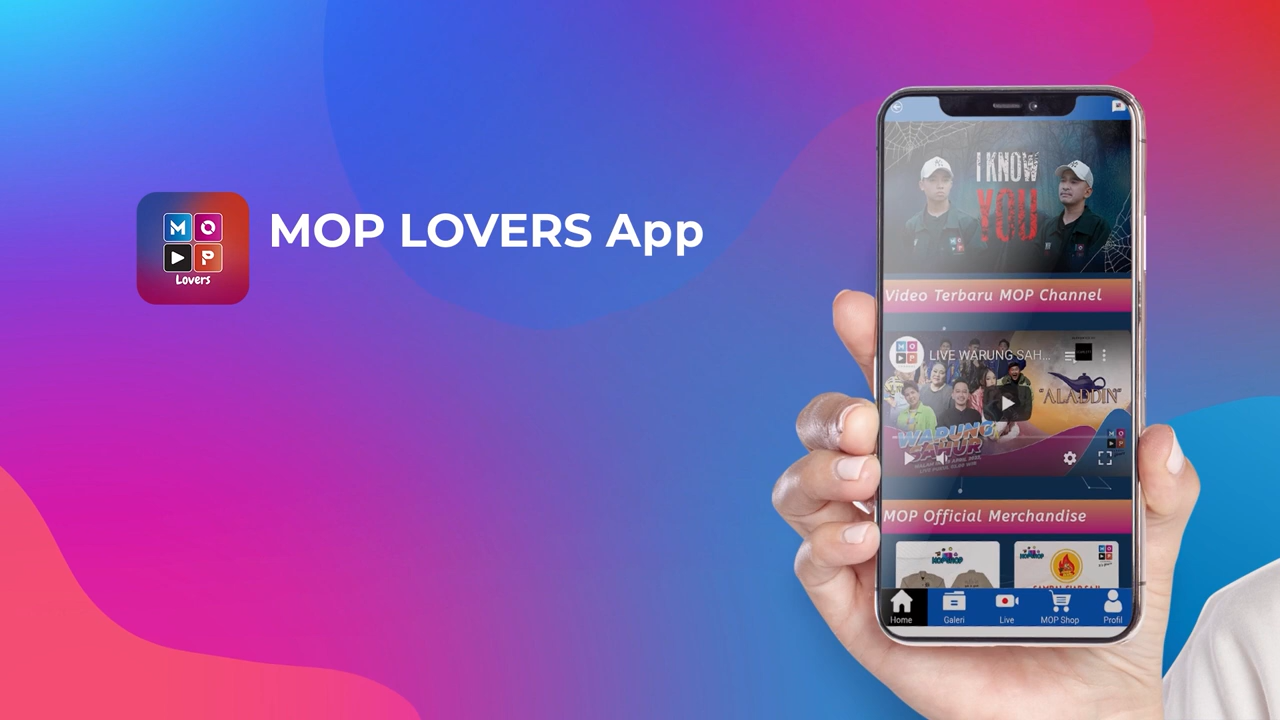 MOP LOVERS App
M O
P
Lovers
I KNOW
YOU
Video Terbaru MOP Channel
LIVE WARUNG SAH...
"ALADDIN"
WARUNG
SAHUR
MOP Official Merchandise
Home
Galeri
Live
MOP Shop
Profil